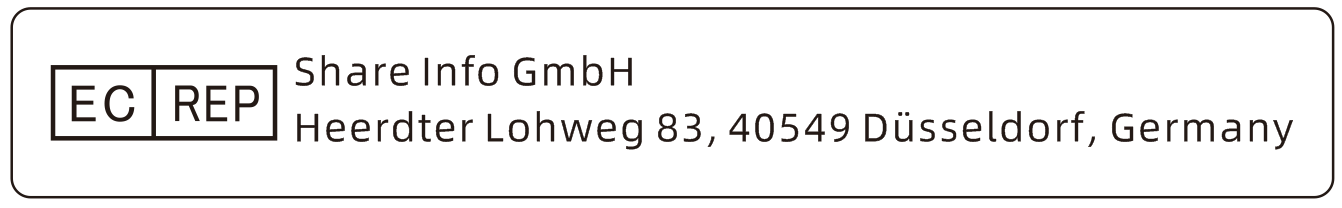 EC REP
Share Info GmbH
Heerdter Lohweg 83, 40549 Düsseldorf, Germany